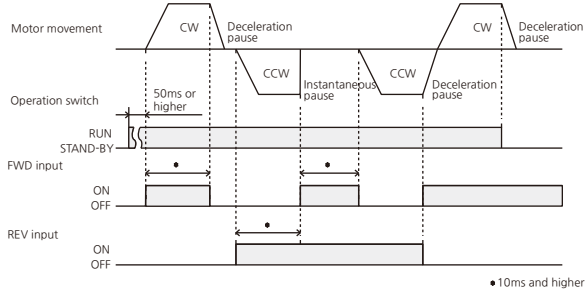 Motor movement
CW
Deceleration
pause
CCW
Instantaneous
pause
CCW
Deceleration
pause
CW
Deceleration
pause
Operation switch
50ms or
higher
RUN
STAND-BY
FWD input
ON
OFF
REV input
ON
OFF
10ms and higher